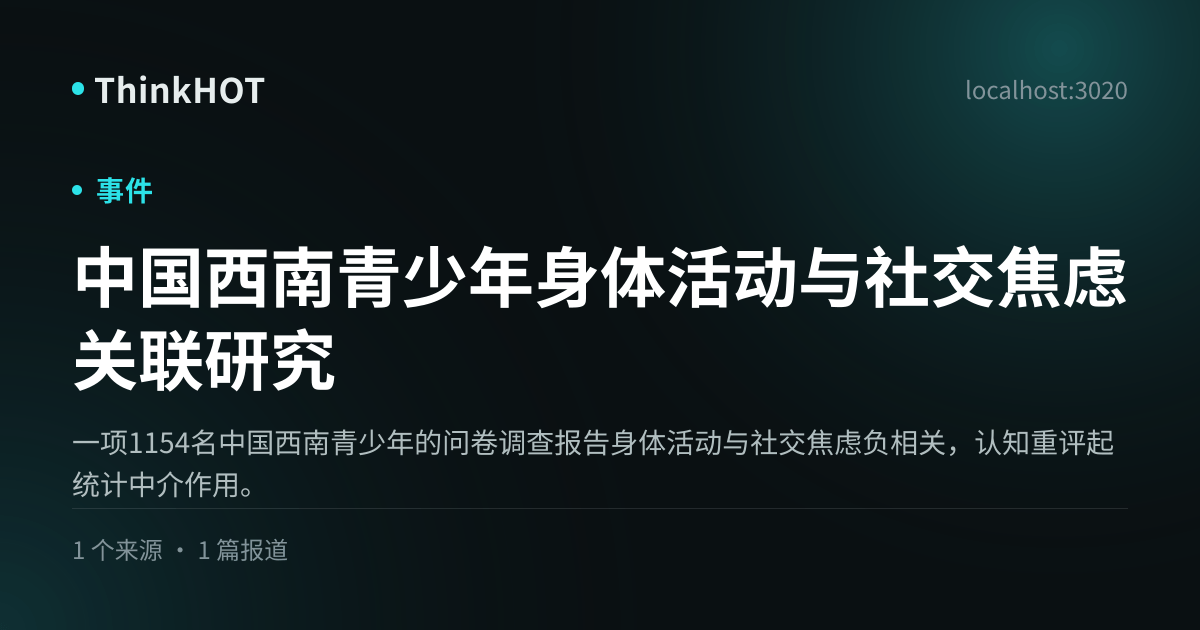 ThinkHOT
localhost:3020
事件
中国西南青少年身体活动与社交焦虑
关联研究
一项1154名中国西南青少年的问卷调查报告身体活动与社交焦虑负相关，认知重评起
统计中介作用。
1 个来源 · 1 篇报道